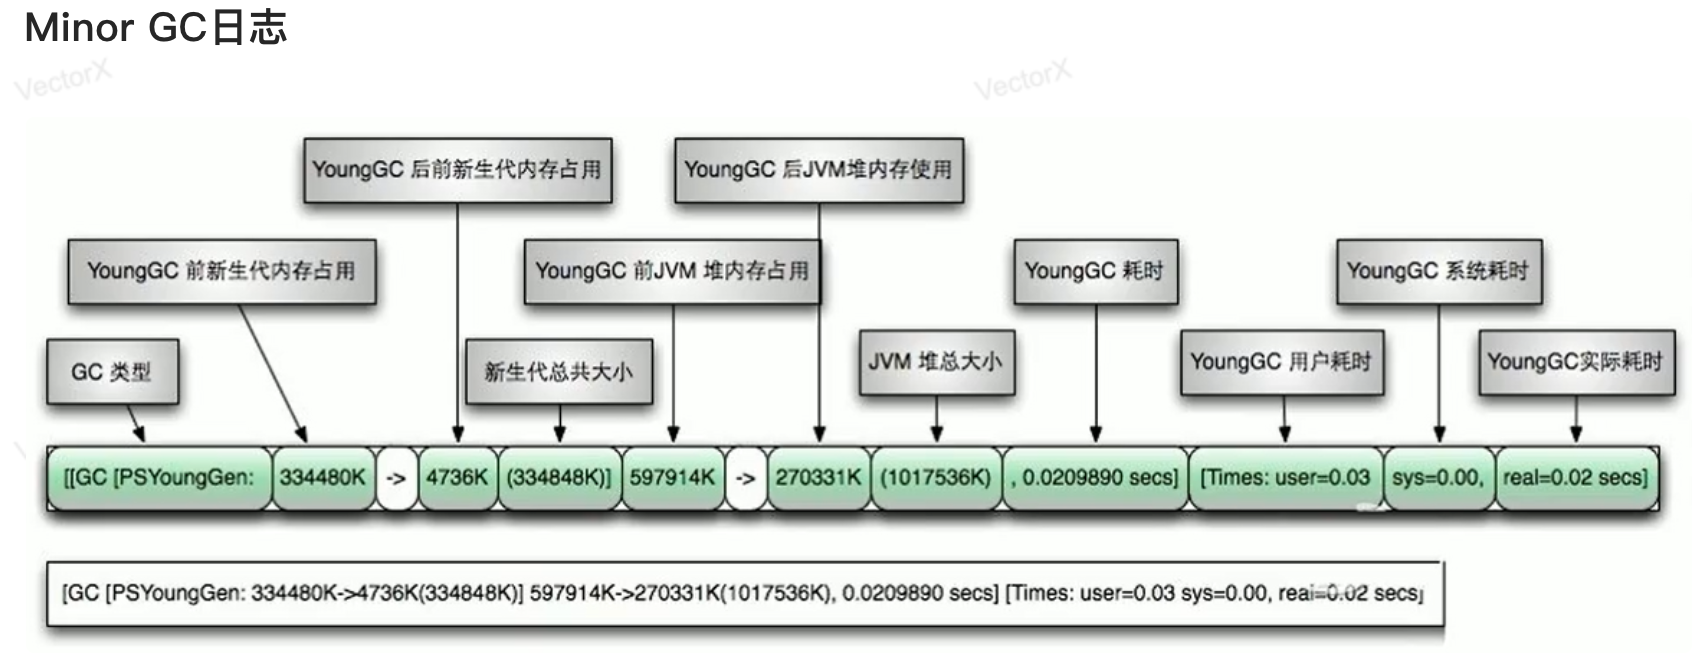 Minor GC日志
VectorX
VectorX
YoungGC 后前新生代内存占用
YoungGC 后JVM堆内存使用
YoungGC 前新生代内存占用
YoungGC 前JVM 堆内存占用
YoungGC 耗时
YoungGC 系统耗时
GC 类型
新生代总共大小
JVM 堆总大小
YoungGC 用户耗时
YoungGC实际耗时
[[GC [PSYoungGen: 334480K -> 4736K (334848K)] 597914K -> 270331K (1017536K) , 0.0209890 secs] [Times: user=0.03 sys=0.00, real=0.02 secs]
[GC [PSYoungGen: 334480K->4736K(334848K)] 597914K->270331K(1017536K), 0.0209890 secs] [Times: user=0.03 sys=0.00, real=0.02 secs]